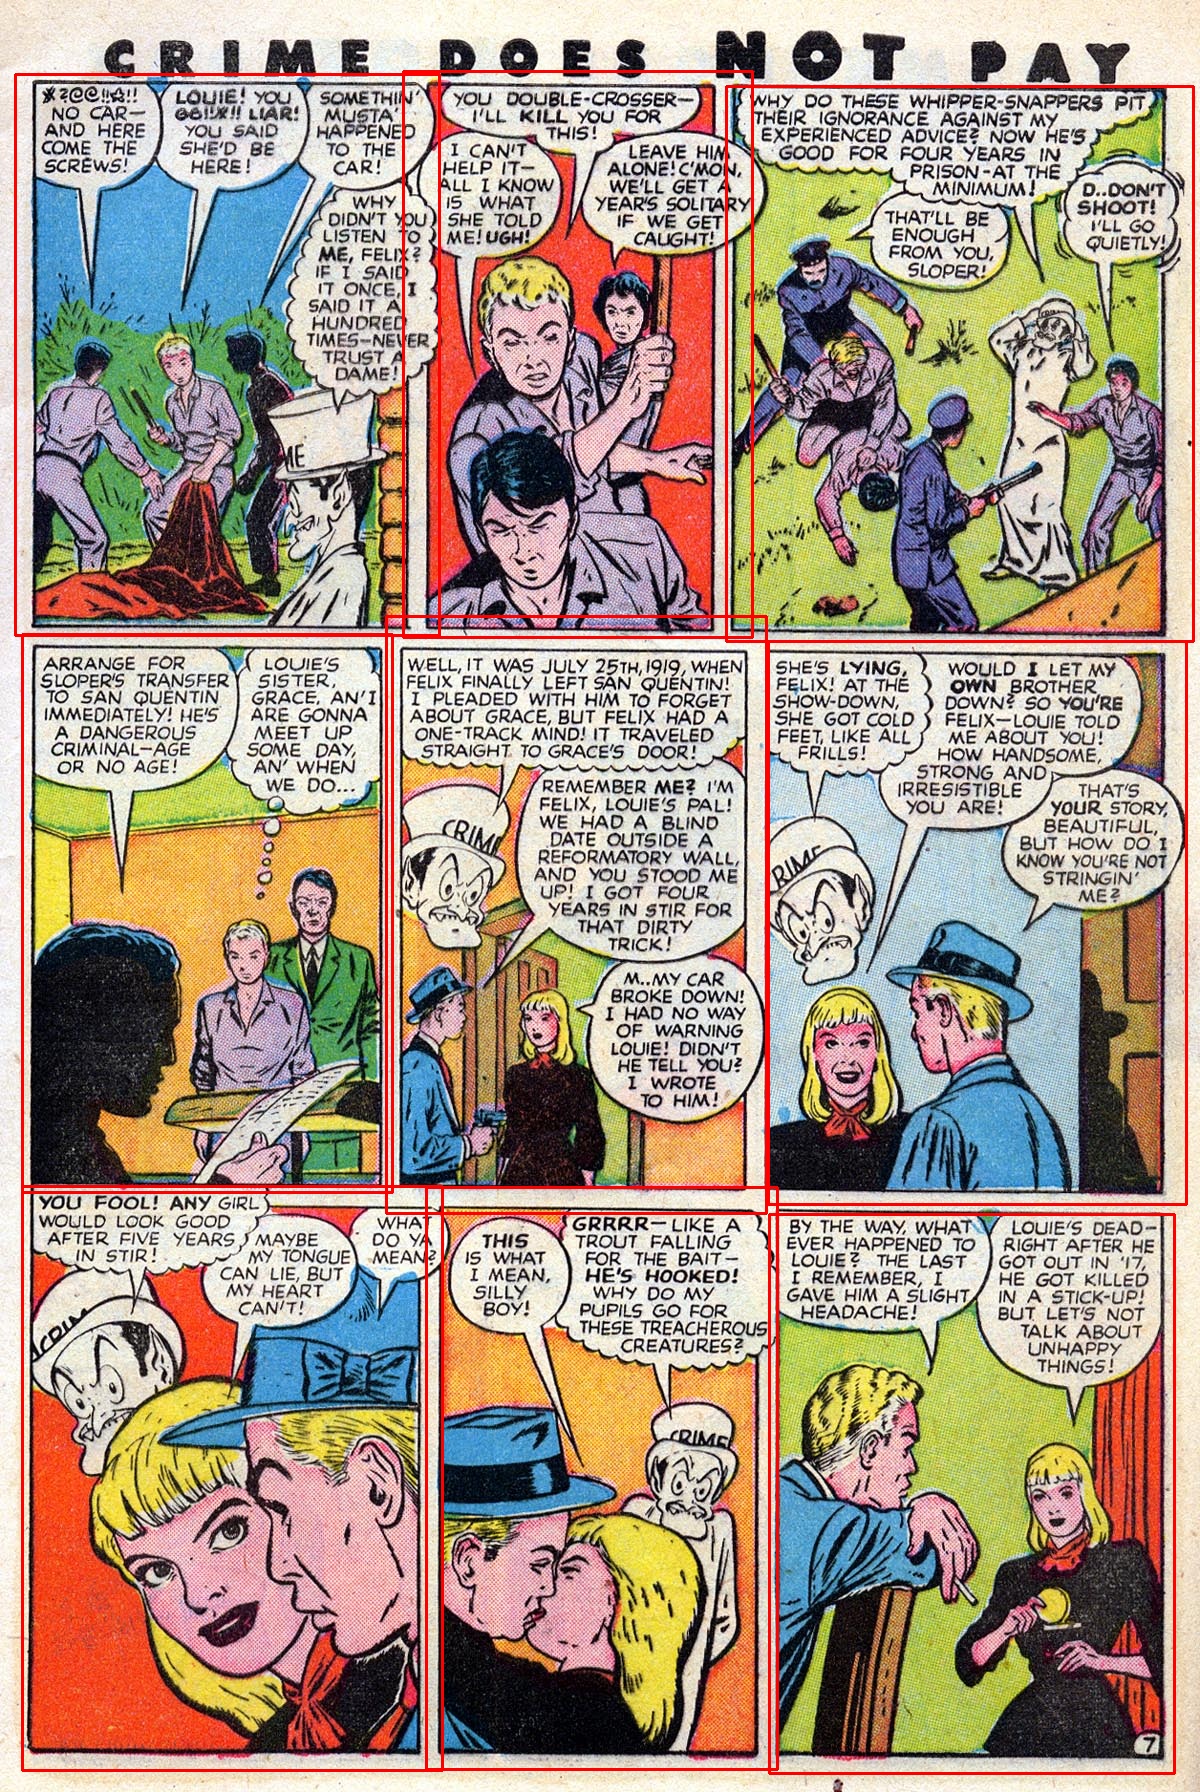 CRIME DOES NOT PAY
※?@@!!☆!!
NO CAR—
AND HERE
COME THE
SCREWS!
LOUIE! YOU
GG!!※!! LIAR!
YOU SAID
SHE'D BE
HERE!
SOMETHIN'
MUSTA'
HAPPENED
TO THE
CAR!
WHY
DIDN'T YOU
LISTEN TO
ME, FELIX?
IF I SAID
IT ONCE, I
SAID IT A
HUNDRED
TIMES—NEVER
TRUST A
DAME!
ME
YOU DOUBLE-CROSSER—
I'LL KILL YOU FOR
THIS!
I CAN'T
HELP IT—
ALL I KNOW
IS WHAT
SHE TOLD
ME! UGH!
LEAVE HIM
ALONE! C'MON,
WE'LL GET A
YEAR'S SOLITARY
IF WE GET
CAUGHT!
WHY DO THESE WHIPPER-SNAPPERS PIT
THEIR IGNORANCE AGAINST MY
EXPERIENCED ADVICE? NOW HE'S
GOOD FOR FOUR YEARS IN
PRISON-AT THE
MINIMUM!
THAT'LL BE
ENOUGH
FROM YOU,
SLOPER!
D..DON'T
SHOOT!
I'LL GO
QUIETLY!
ARRANGE FOR
SLOPER'S TRANSFER
TO SAN QUENTIN
IMMEDIATELY! HE'S
A DANGEROUS
CRIMINAL—AGE
OR NO AGE!
LOUIE'S
SISTER,
GRACE, AN' I
ARE GONNA
MEET UP
SOME DAY,
AN' WHEN
WE DO...
WELL, IT WAS JULY 25TH, 1919, WHEN
FELIX FINALLY LEFT SAN QUENTIN!
I PLEADED WITH HIM TO FORGET
ABOUT GRACE, BUT FELIX HAD A
ONE-TRACK MIND! IT TRAVELED
STRAIGHT TO GRACE'S DOOR!
CRIME
REMEMBER ME? I'M
FELIX, LOUIE'S PAL!
WE HAD A BLIND
DATE OUTSIDE A
REFORMATORY WALL,
AND YOU STOOD ME
UP! I GOT FOUR
YEARS IN STIR FOR
THAT DIRTY
TRICK!
M..MY CAR
BROKE DOWN!
I HAD NO WAY
OF WARNING
LOUIE! DIDN'T
HE TELL YOU?
I WROTE
TO HIM!
SHE'S LYING,
FELIX! AT THE
SHOW-DOWN,
SHE GOT COLD
FEET, LIKE ALL
FRILLS!
WOULD I LET MY
OWN BROTHER
DOWN? SO YOU'RE
FELIX—LOUIE TOLD
ME ABOUT YOU!
HOW HANDSOME,
STRONG AND
IRRESISTIBLE
YOU ARE!
THAT'S
YOUR STORY,
BEAUTIFUL,
BUT HOW DO I
KNOW YOU'RE NOT
STRINGIN'
ME?
CRIME
YOU FOOL! ANY GIRL
WOULD LOOK GOOD
AFTER FIVE YEARS
IN STIR!
MAYBE
MY TONGUE
CAN LIE, BUT
MY HEART
CAN'T!
WHAT
DO YA
MEAN?
CRIM
THIS
IS WHAT
I MEAN,
SILLY
BOY!
GRRRR—LIKE A
TROUT FALLING
FOR THE BAIT—
HE'S HOOKED!
WHY DO MY
PUPILS GO FOR
THESE TREACHEROUS
CREATURES?
CRIME
BY THE WAY, WHAT
EVER HAPPENED TO
LOUIE? THE LAST
I REMEMBER, I
GAVE HIM A SLIGHT
HEADACHE!
LOUIE'S DEAD—
RIGHT AFTER HE
GOT OUT IN '17,
HE GOT KILLED
IN A STICK-UP!
BUT LET'S NOT
TALK ABOUT
UNHAPPY
THINGS!
7